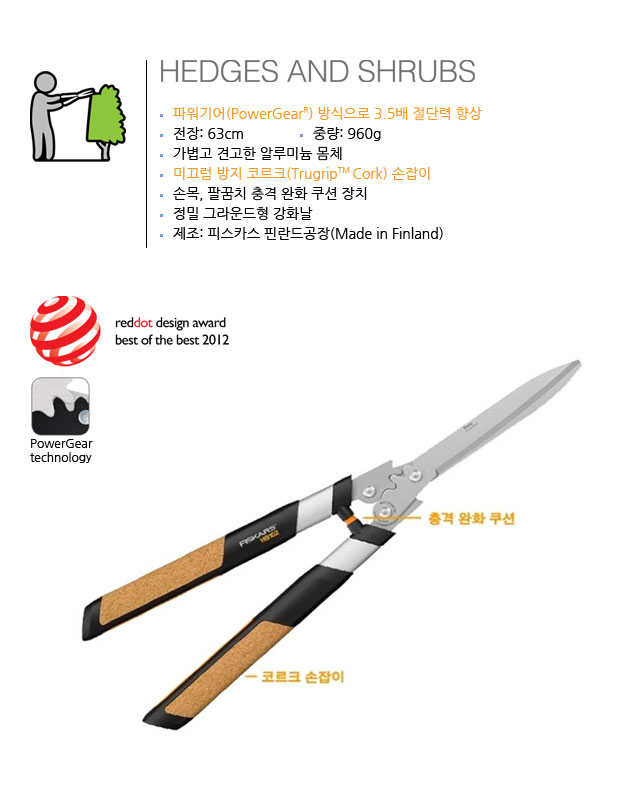 HEDGES AND SHRUBS
파워기어(PowerGearᴿ) 방식으로 3.5배 절단력 향상
전장: 63cm 중량: 960g
가볍고 견고한 알루미늄 몸체
미끄럼 방지 코르크(Trugrip™ Cork) 손잡이
손목, 팔꿈치 충격 완화 쿠션 장치
정밀 그라운드형 강화날
제조: 피스카스 핀란드공장(Made in Finland)
reddot design award
best of the best 2012
PowerGear
technology
충격 완화 쿠션
FISKARS
HS102
코르크 손잡이